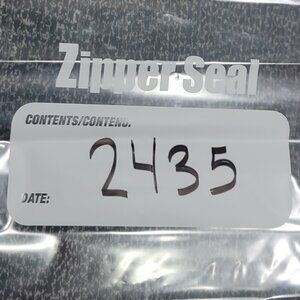 Zipper Seal
CONTENTS/CONTENU:
2435
DATE: